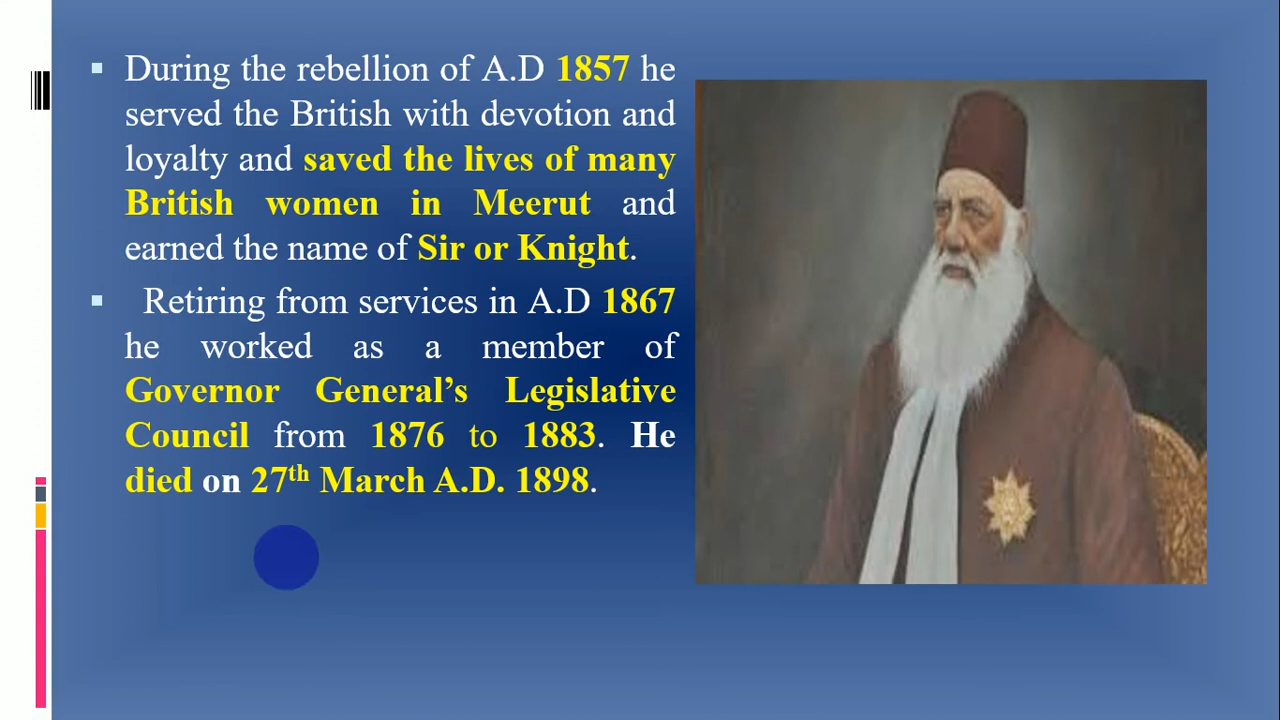 ▪ During the rebellion of A.D 1857 he
served the British with devotion and
loyalty and saved the lives of many
British women in Meerut and
earned the name of Sir or Knight.
▪ Retiring from services in A.D 1867
he worked as a member of
Governor General’s Legislative
Council from 1876 to 1883. He
died on 27th March A.D. 1898.